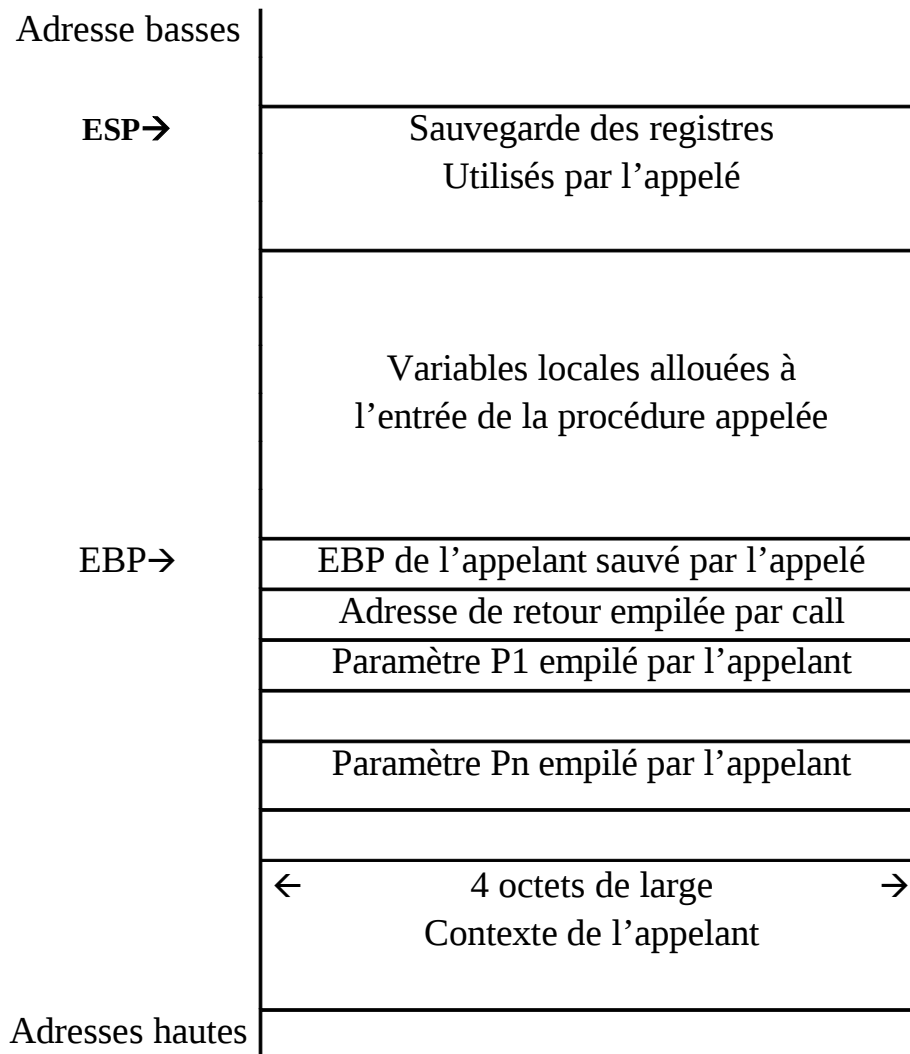 Adresse basses
ESP→
Sauvegarde des registres
Utilisés par l’appelé
Variables locales allouées à
l’entrée de la procédure appelée
EBP→
EBP de l’appelant sauvé par l’appelé
Adresse de retour empilée par call
Paramètre P1 empilé par l’appelant
Paramètre Pn empilé par l’appelant
← 4 octets de large →
Contexte de l’appelant
Adresses hautes